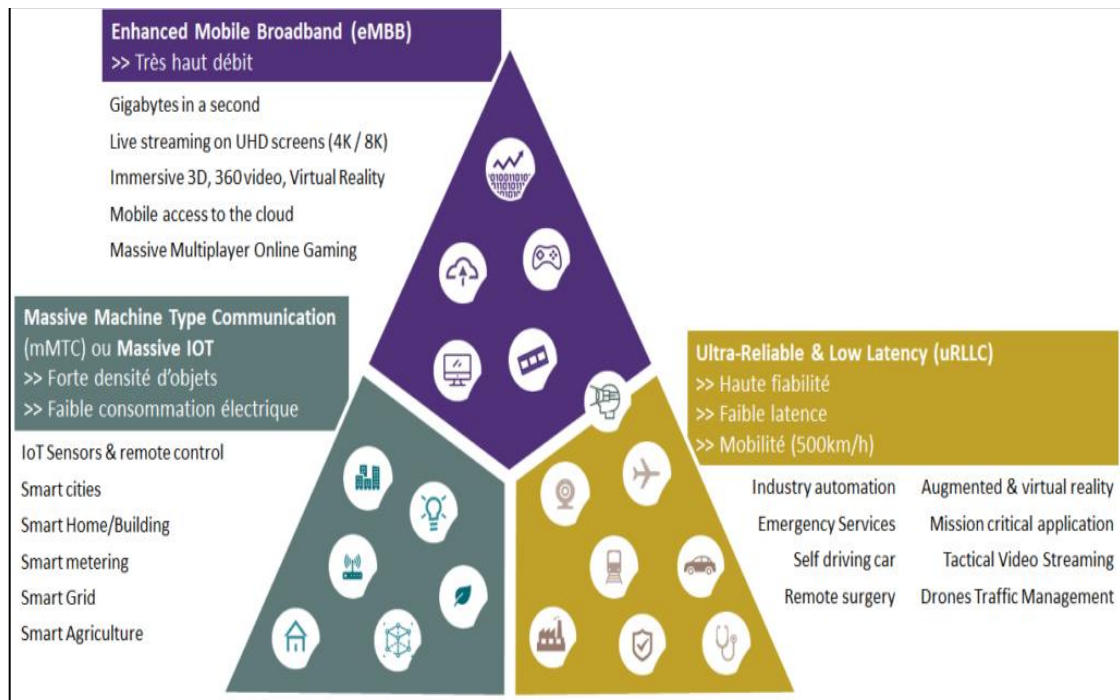 Enhanced Mobile Broadband (eMBB)
>> Très haut débit
Gigabytes in a second
Live streaming on UHD screens (4K / 8K)
Immersive 3D, 360 video, Virtual Reality
Mobile access to the cloud
Massive Multiplayer Online Gaming
Massive Machine Type Communication
(mMTC) ou Massive IOT
>> Forte densité d'objets
>> Faible consommation électrique
IoT Sensors & remote control
Smart cities
Smart Home/Building
Smart metering
Smart Grid
Smart Agriculture
Ultra-Reliable & Low Latency (uRLLC)
>> Haute fiabilité
>> Faible latence
>> Mobilité (500km/h)
Industry automation
Emergency Services
Self driving car
Remote surgery
Augmented & virtual reality
Mission critical application
Tactical Video Streaming
Drones Traffic Management